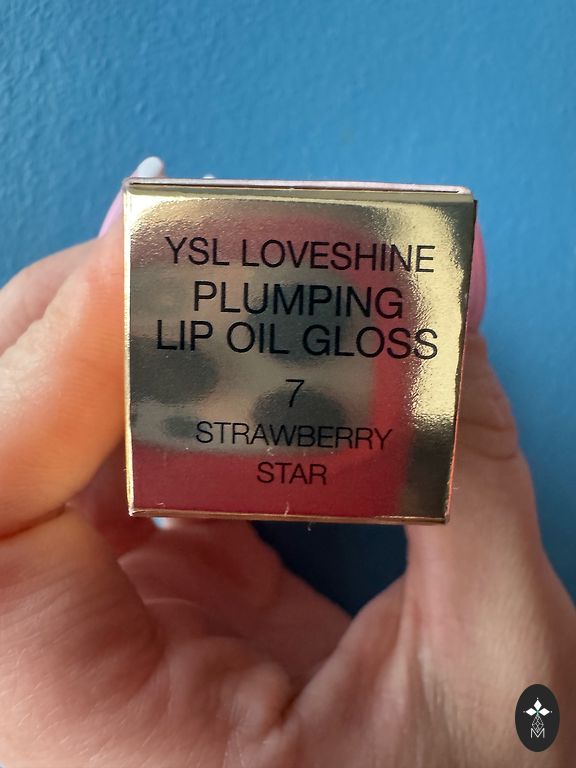 YSL LOVESHINE
PLUMPING
LIP OIL GLOSS
7
STRAWBERRY
STAR
M